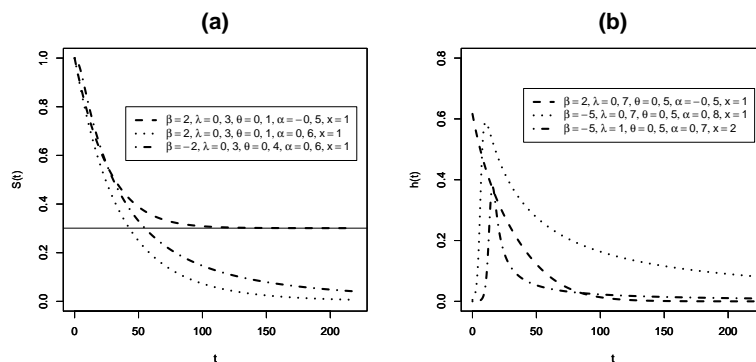 (a)
S(t)
1.0
0.8
0.6
0.4
0.2
0.0
β = 2, λ = 0, 3, θ = 0, 1, α = −0, 5, x = 1
β = 2, λ = 0, 3, θ = 0, 1, α = 0, 6, x = 1
β = −2, λ = 0, 3, θ = 0, 4, α = 0, 6, x = 1
0 50 100 150 200
t
(b)
h(t)
0.8
0.6
0.4
0.2
0.0
β = 2, λ = 0, 7, θ = 0, 5, α = −0, 5, x = 1
β = −5, λ = 0, 7, θ = 0, 5, α = 0, 8, x = 1
β = −5, λ = 1, θ = 0, 5, α = 0, 7, x = 2
0 50 100 150 200
t